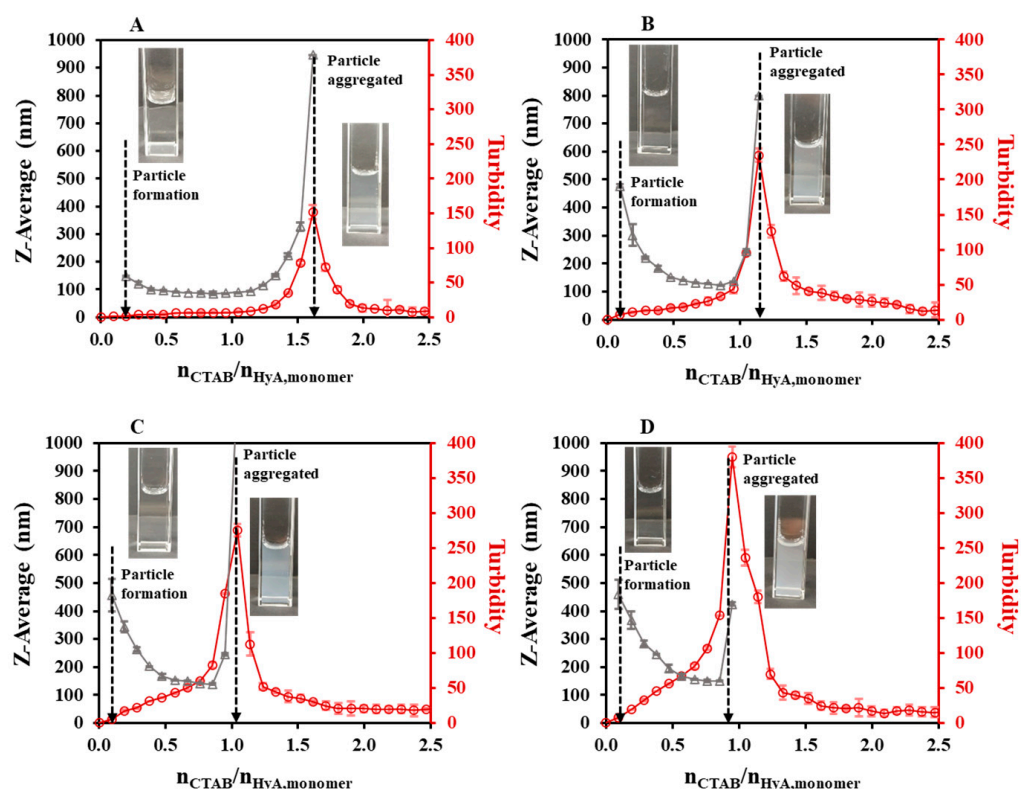 A
1000
900
800
700
600
500
400
300
200
100
0
Z-Average (nm)
Particle
formation
Particle
aggregated
400
350
300
250
200
150
100
50
0
Turbidity
0.0 0.5 1.0 1.5 2.0 2.5
nCTAB/nHyA,monomer
B
1000
900
800
700
600
500
400
300
200
100
0
Z-Average (nm)
Particle
formation
Particle
aggregated
400
350
300
250
200
150
100
50
0
Turbidity
0.0 0.5 1.0 1.5 2.0 2.5
nCTAB/nHyA,monomer
C
1000
900
800
700
600
500
400
300
200
100
0
Z-Average (nm)
Particle
formation
Particle
aggregated
400
350
300
250
200
150
100
50
0
Turbidity
0.0 0.5 1.0 1.5 2.0 2.5
nCTAB/nHyA,monomer
D
1000
900
800
700
600
500
400
300
200
100
0
Z-Average (nm)
Particle
formation
Particle
aggregated
400
350
300
250
200
150
100
50
0
Turbidity
0.0 0.5 1.0 1.5 2.0 2.5
nCTAB/nHyA,monomer